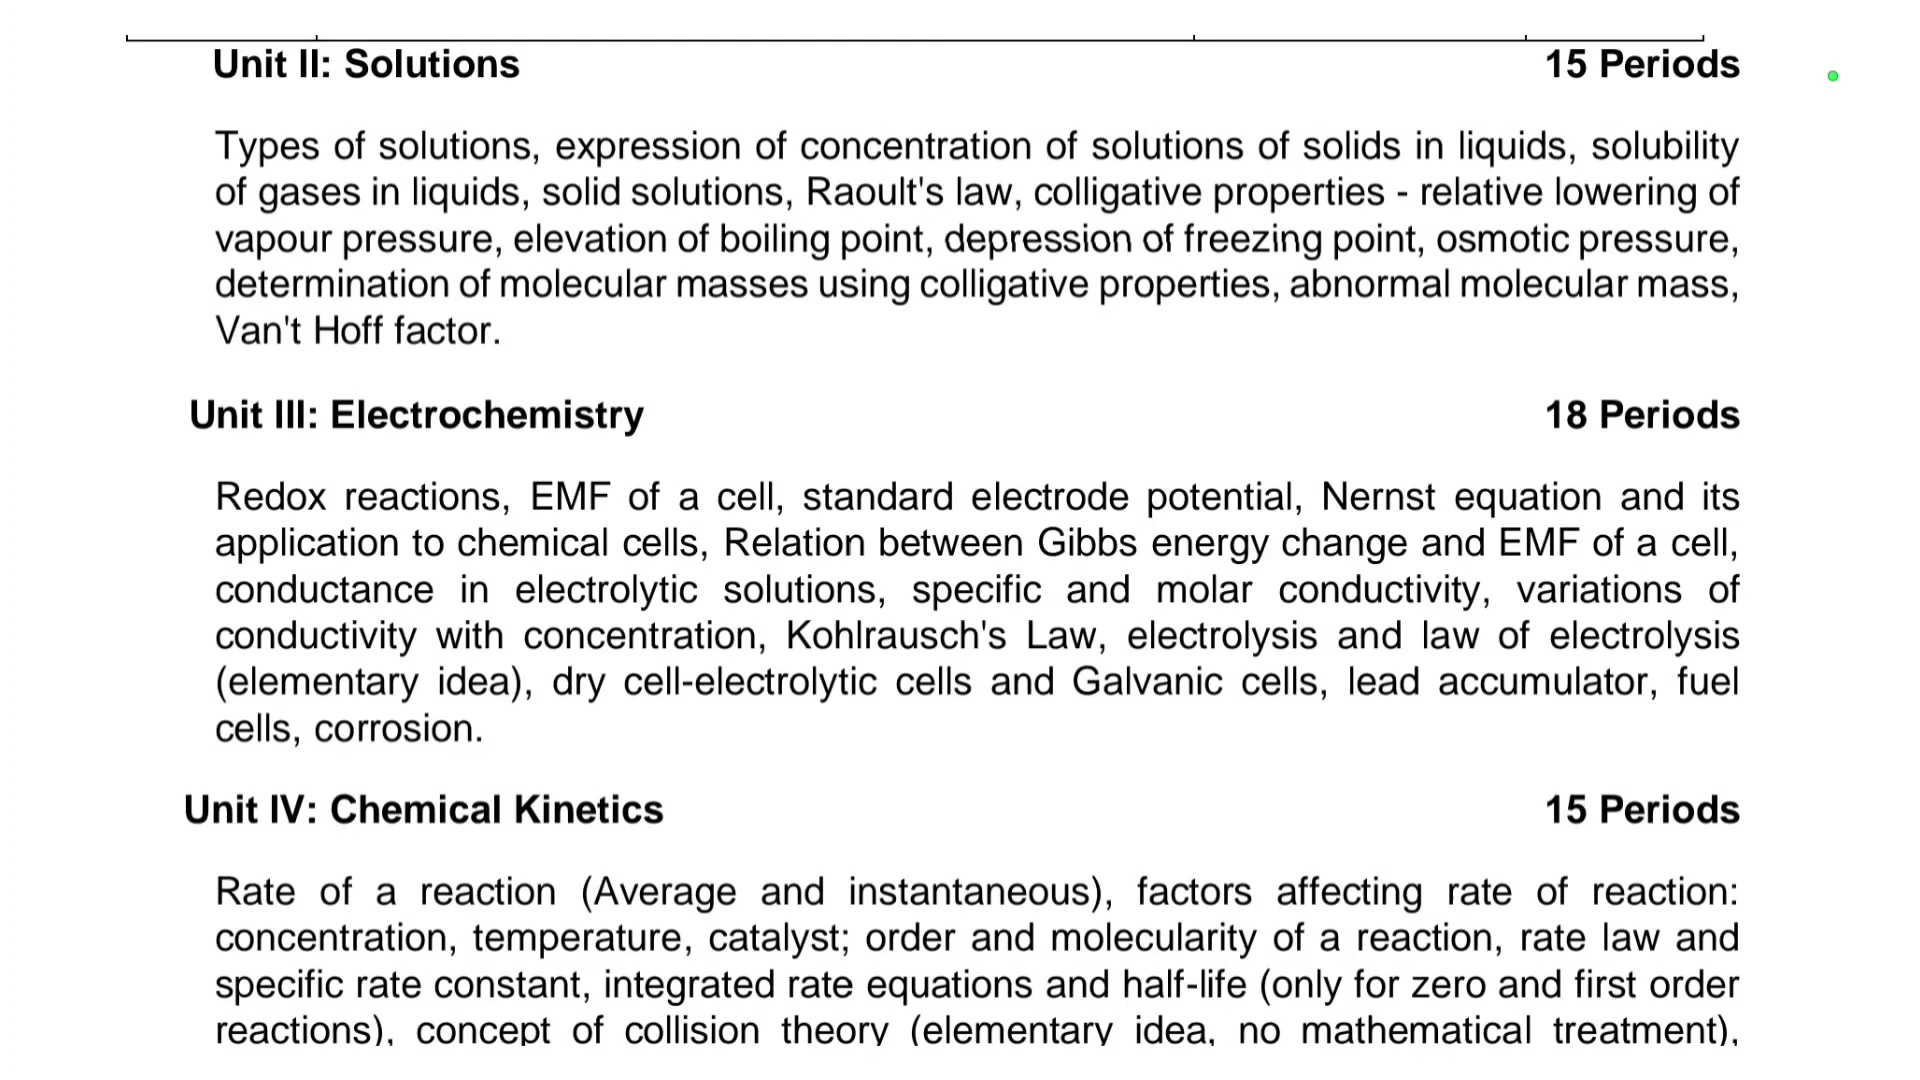 Unit II: Solutions 15 Periods
Types of solutions, expression of concentration of solutions of solids in liquids, solubility
of gases in liquids, solid solutions, Raoult's law, colligative properties - relative lowering of
vapour pressure, elevation of boiling point, depression of freezing point, osmotic pressure,
determination of molecular masses using colligative properties, abnormal molecular mass,
Van't Hoff factor.
Unit III: Electrochemistry 18 Periods
Redox reactions, EMF of a cell, standard electrode potential, Nernst equation and its
application to chemical cells, Relation between Gibbs energy change and EMF of a cell,
conductance in electrolytic solutions, specific and molar conductivity, variations of
conductivity with concentration, Kohlrausch's Law, electrolysis and law of electrolysis
(elementary idea), dry cell-electrolytic cells and Galvanic cells, lead accumulator, fuel
cells, corrosion.
Unit IV: Chemical Kinetics 15 Periods
Rate of a reaction (Average and instantaneous), factors affecting rate of reaction:
concentration, temperature, catalyst; order and molecularity of a reaction, rate law and
specific rate constant, integrated rate equations and half-life (only for zero and first order
reactions), concept of collision theory (elementary idea, no mathematical treatment),